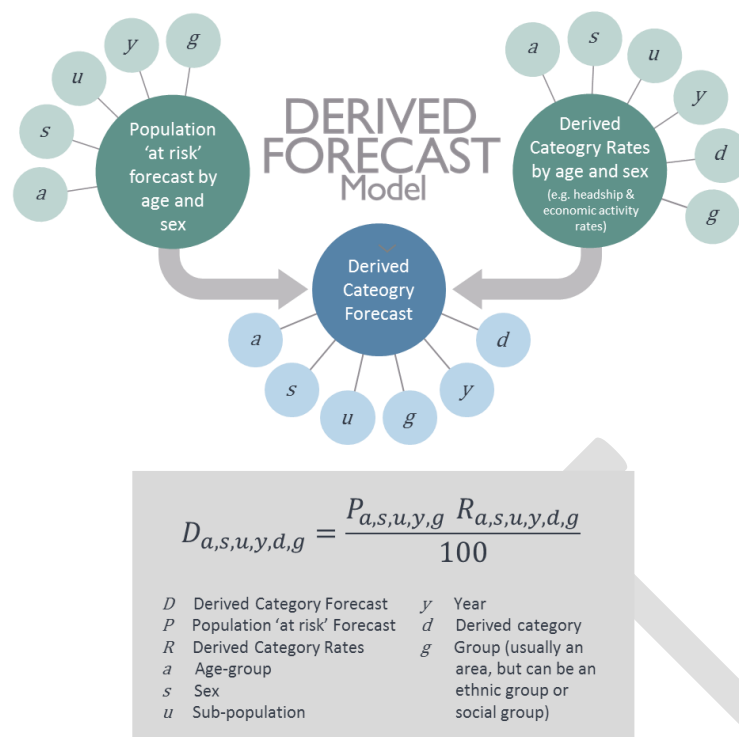 a
s
u
y
g
Population
‘at risk’
forecast by
age and
sex
DERIVED
FORECAST
Model
a
s
u
y
d
g
Derived
Cateogry Rates
by age and sex
(e.g. headship &
economic activity
rates)
Derived
Cateogry
Forecast
a
s
u
g
y
d
D_{a,s,u,y,d,g} = \frac{P_{a,s,u,y,g} R_{a,s,u,y,d,g}}{100}
D Derived Category Forecast
P Population ‘at risk’ Forecast
R Derived Category Rates
a Age-group
s Sex
u Sub-population
y Year
d Derived category
g Group (usually an
area, but can be an
ethnic group or
social group)